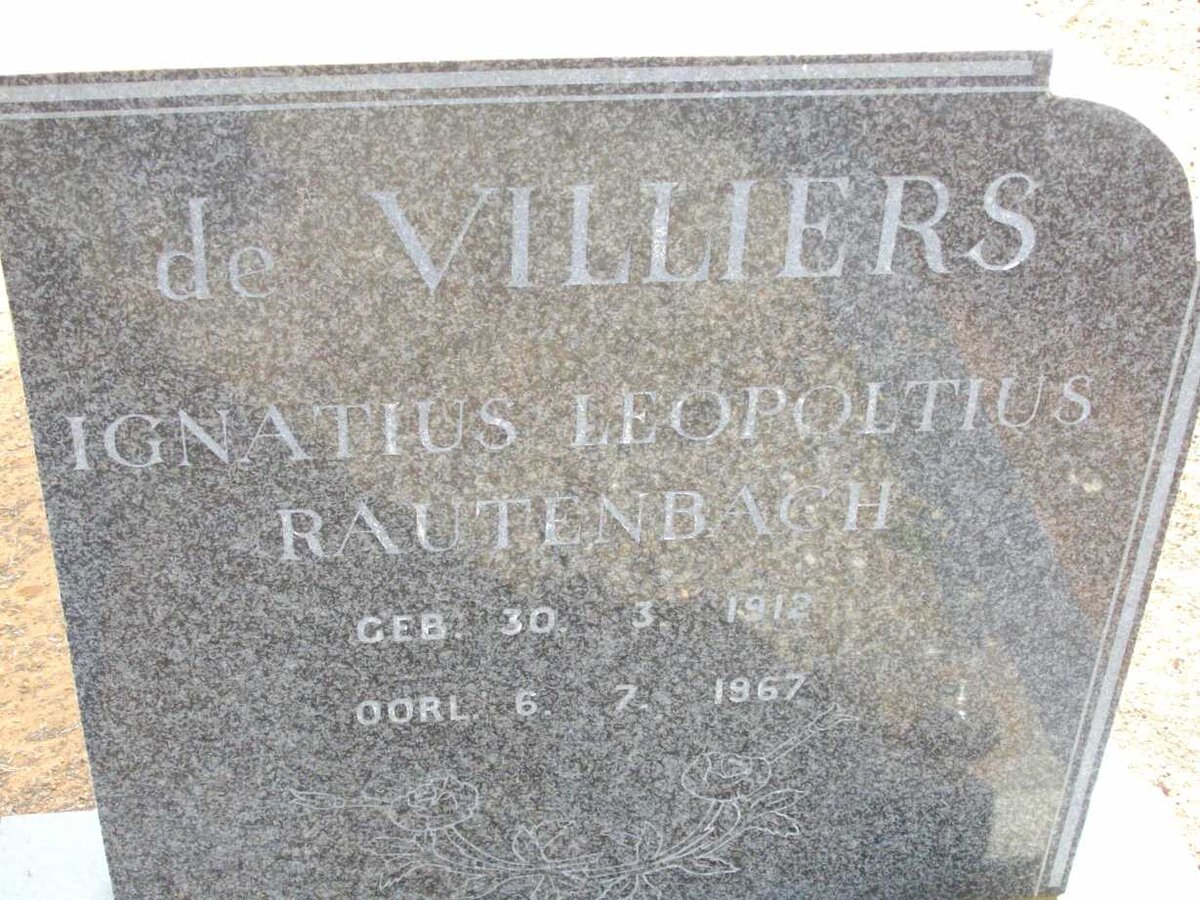 de VILLIERS
IGNATIUS LEOPOLTIUS
RAUTENBACH
GEB. 30. 3. 1912
OORL. 6. 7. 1967